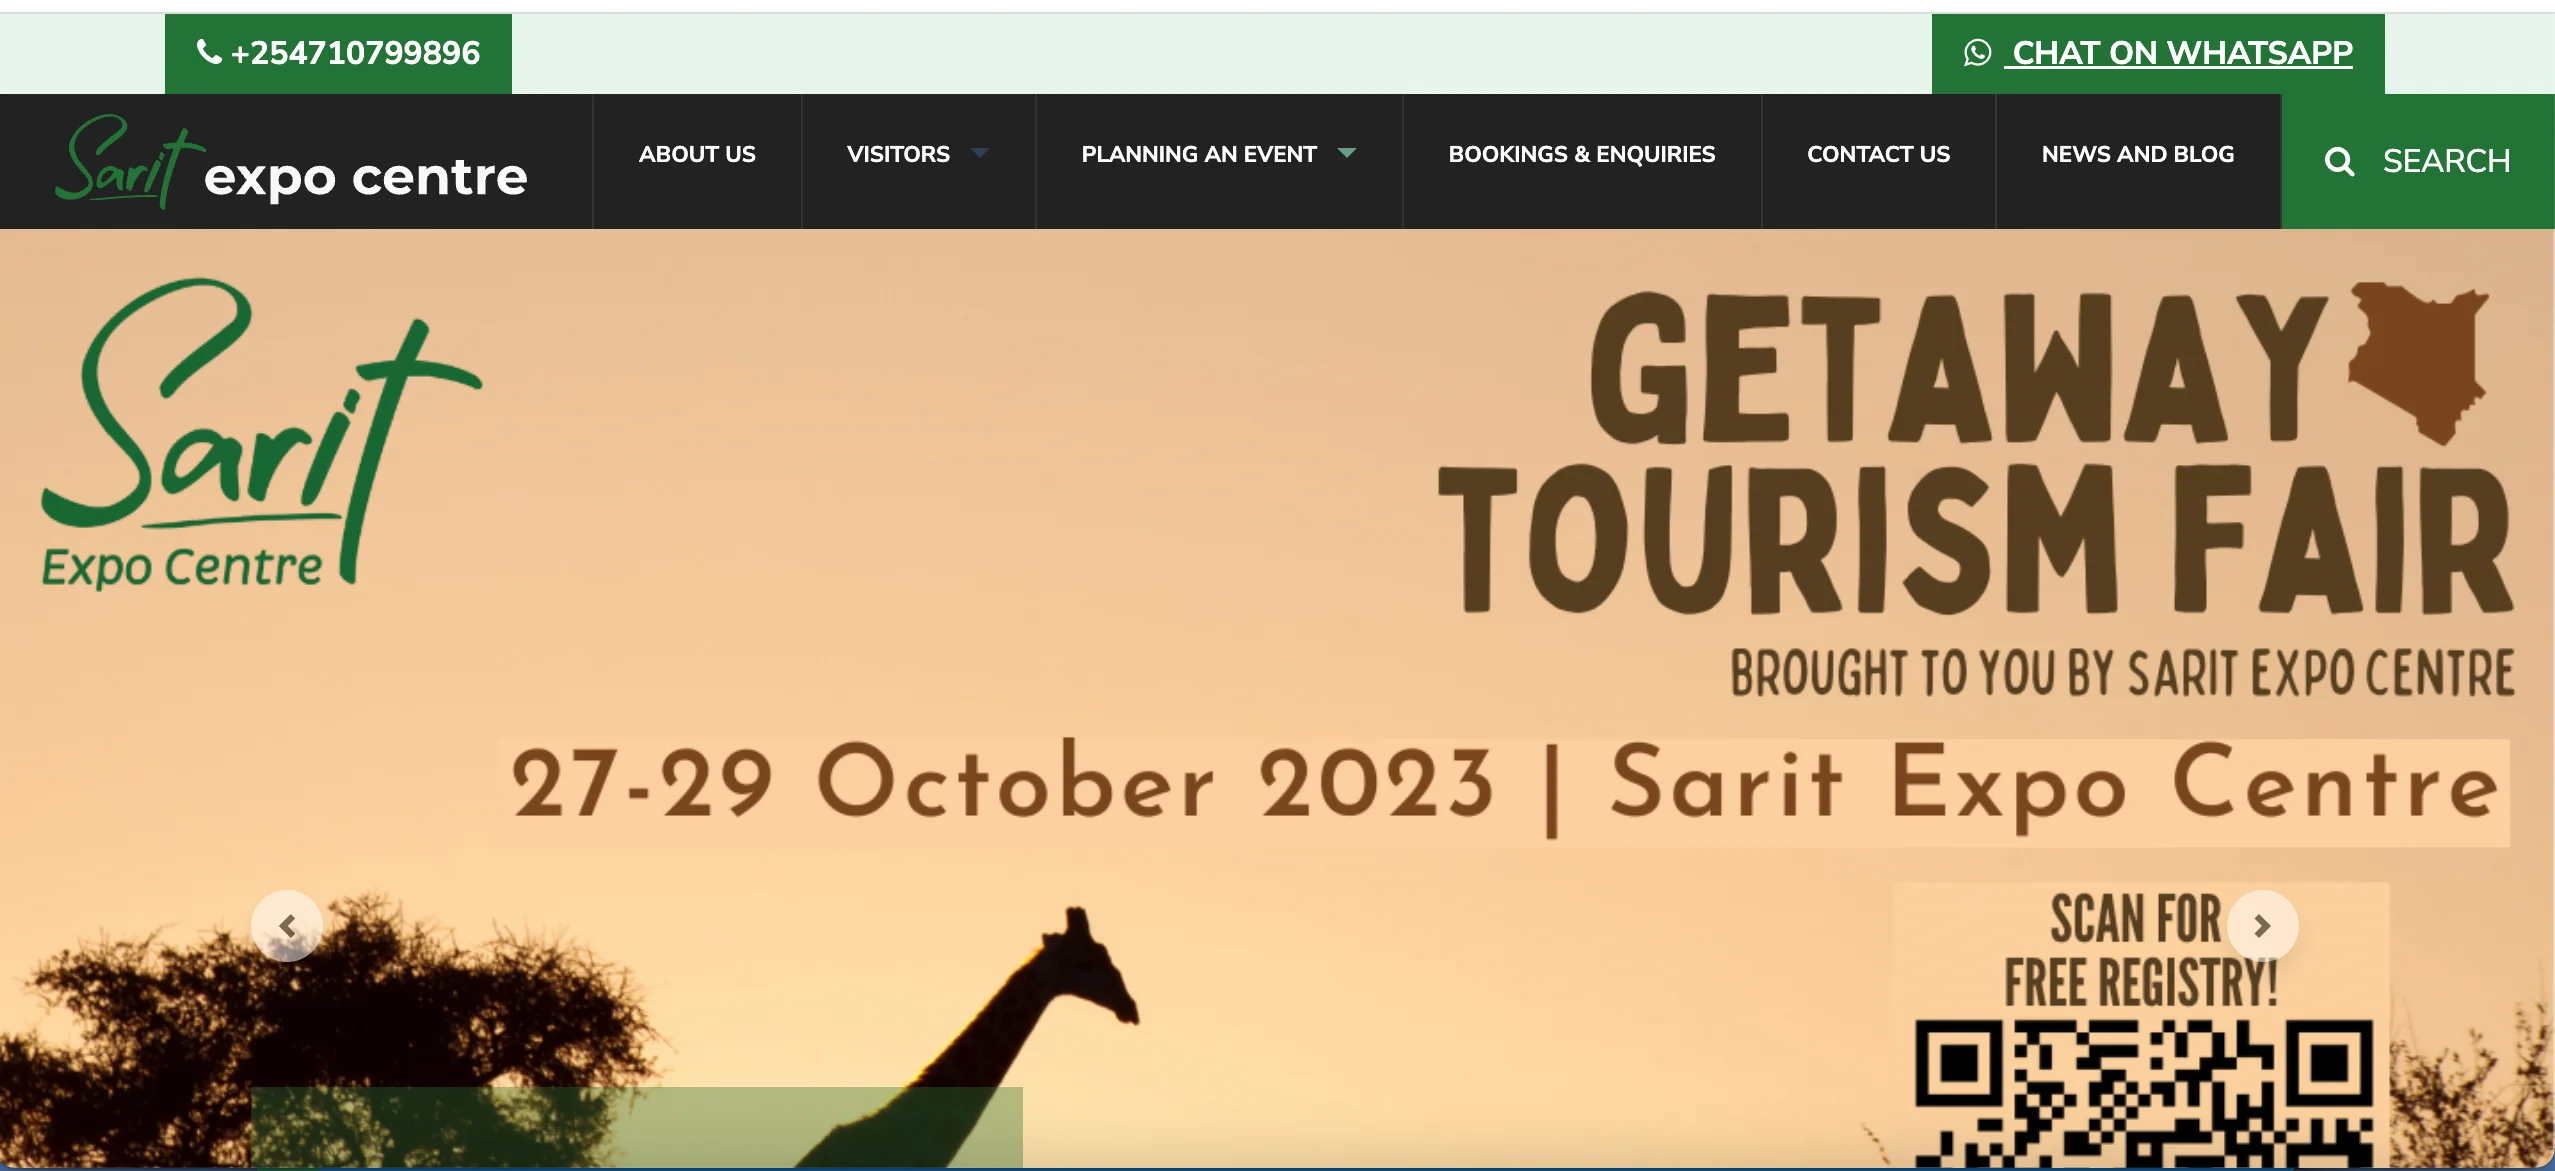 +254710799896
CHAT ON WHATSAPP
Sarit expo centre
ABOUT US
VISITORS
PLANNING AN EVENT
BOOKINGS & ENQUIRIES
CONTACT US
NEWS AND BLOG
SEARCH
Sarit
Expo Centre
GETAWAY
TOURISM FAIR
BROUGHT TO YOU BY SARIT EXPO CENTRE
27-29 October 2023 | Sarit Expo Centre
SCAN FOR
FREE REGISTRY!